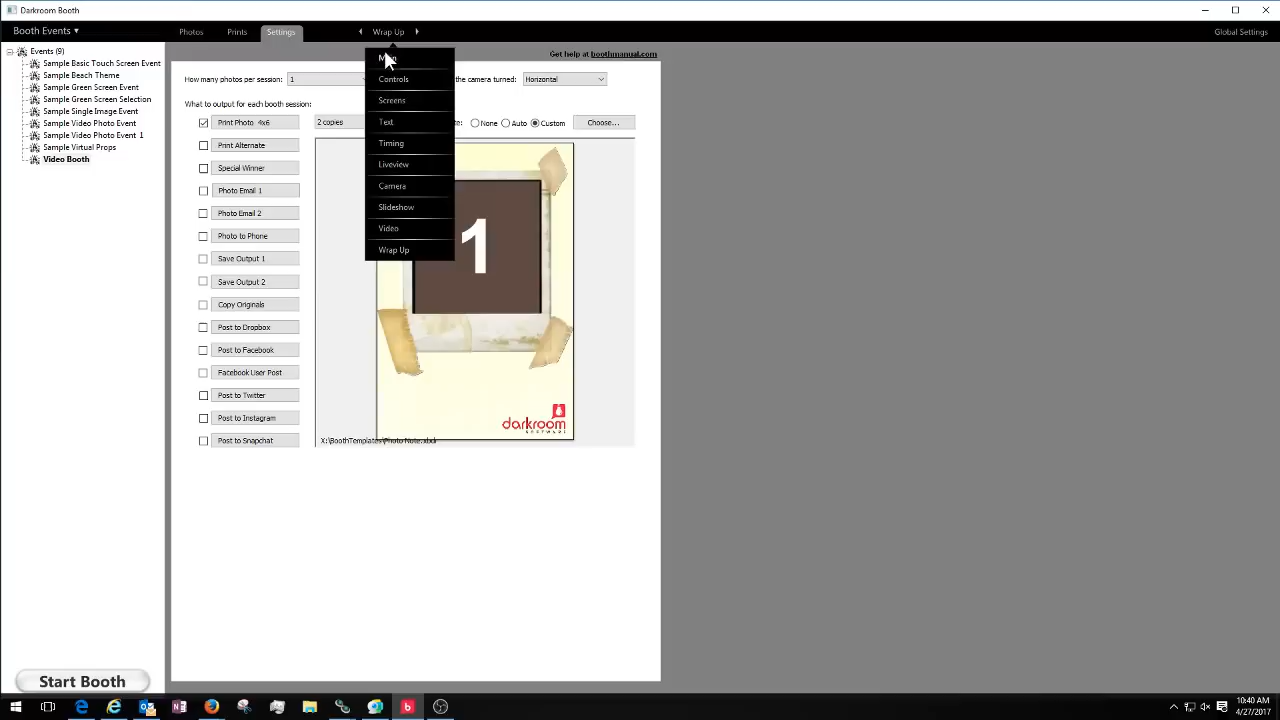 Darkroom Booth
Booth Events
Photos
Prints
Settings
Wrap Up
Global Settings
Events (9)
Sample Basic Touch Screen Event
Sample Beach Theme
Sample Green Screen Event
Sample Green Screen Selection
Sample Single Image Event
Sample Video Photo Event
Sample Video Photo Event 1
Sample Virtual Props
Video Booth
Start Booth
Get help at boothmanual.com
How many photos per session: 1
the camera turned: Horizontal
What to output for each booth session:
Print Photo 4x6
2 copies
None
Auto
Custom
Choose...
Print Alternate
Special Winner
Photo Email 1
Photo Email 2
Photo to Phone
Save Output 1
Save Output 2
Copy Originals
Post to Dropbox
Post to Facebook
Facebook User Post
Post to Twitter
Post to Instagram
Post to Snapchat
Controls
Screens
Text
Timing
Liveview
Camera
Slideshow
Video
Wrap Up
1
darkroom
SOFTWARE
X:\BoothTemplates\Photo Note.xbdr
10:40 AM
4/27/2017